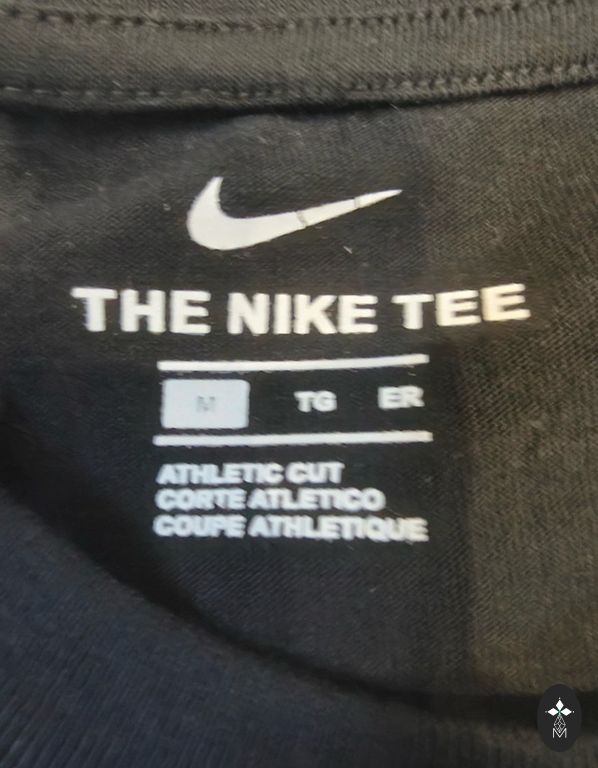 THE NIKE TEE
M TG ER
ATHLETIC CUT
CORTE ATLETICO
COUPE ATHLETIQUE
M